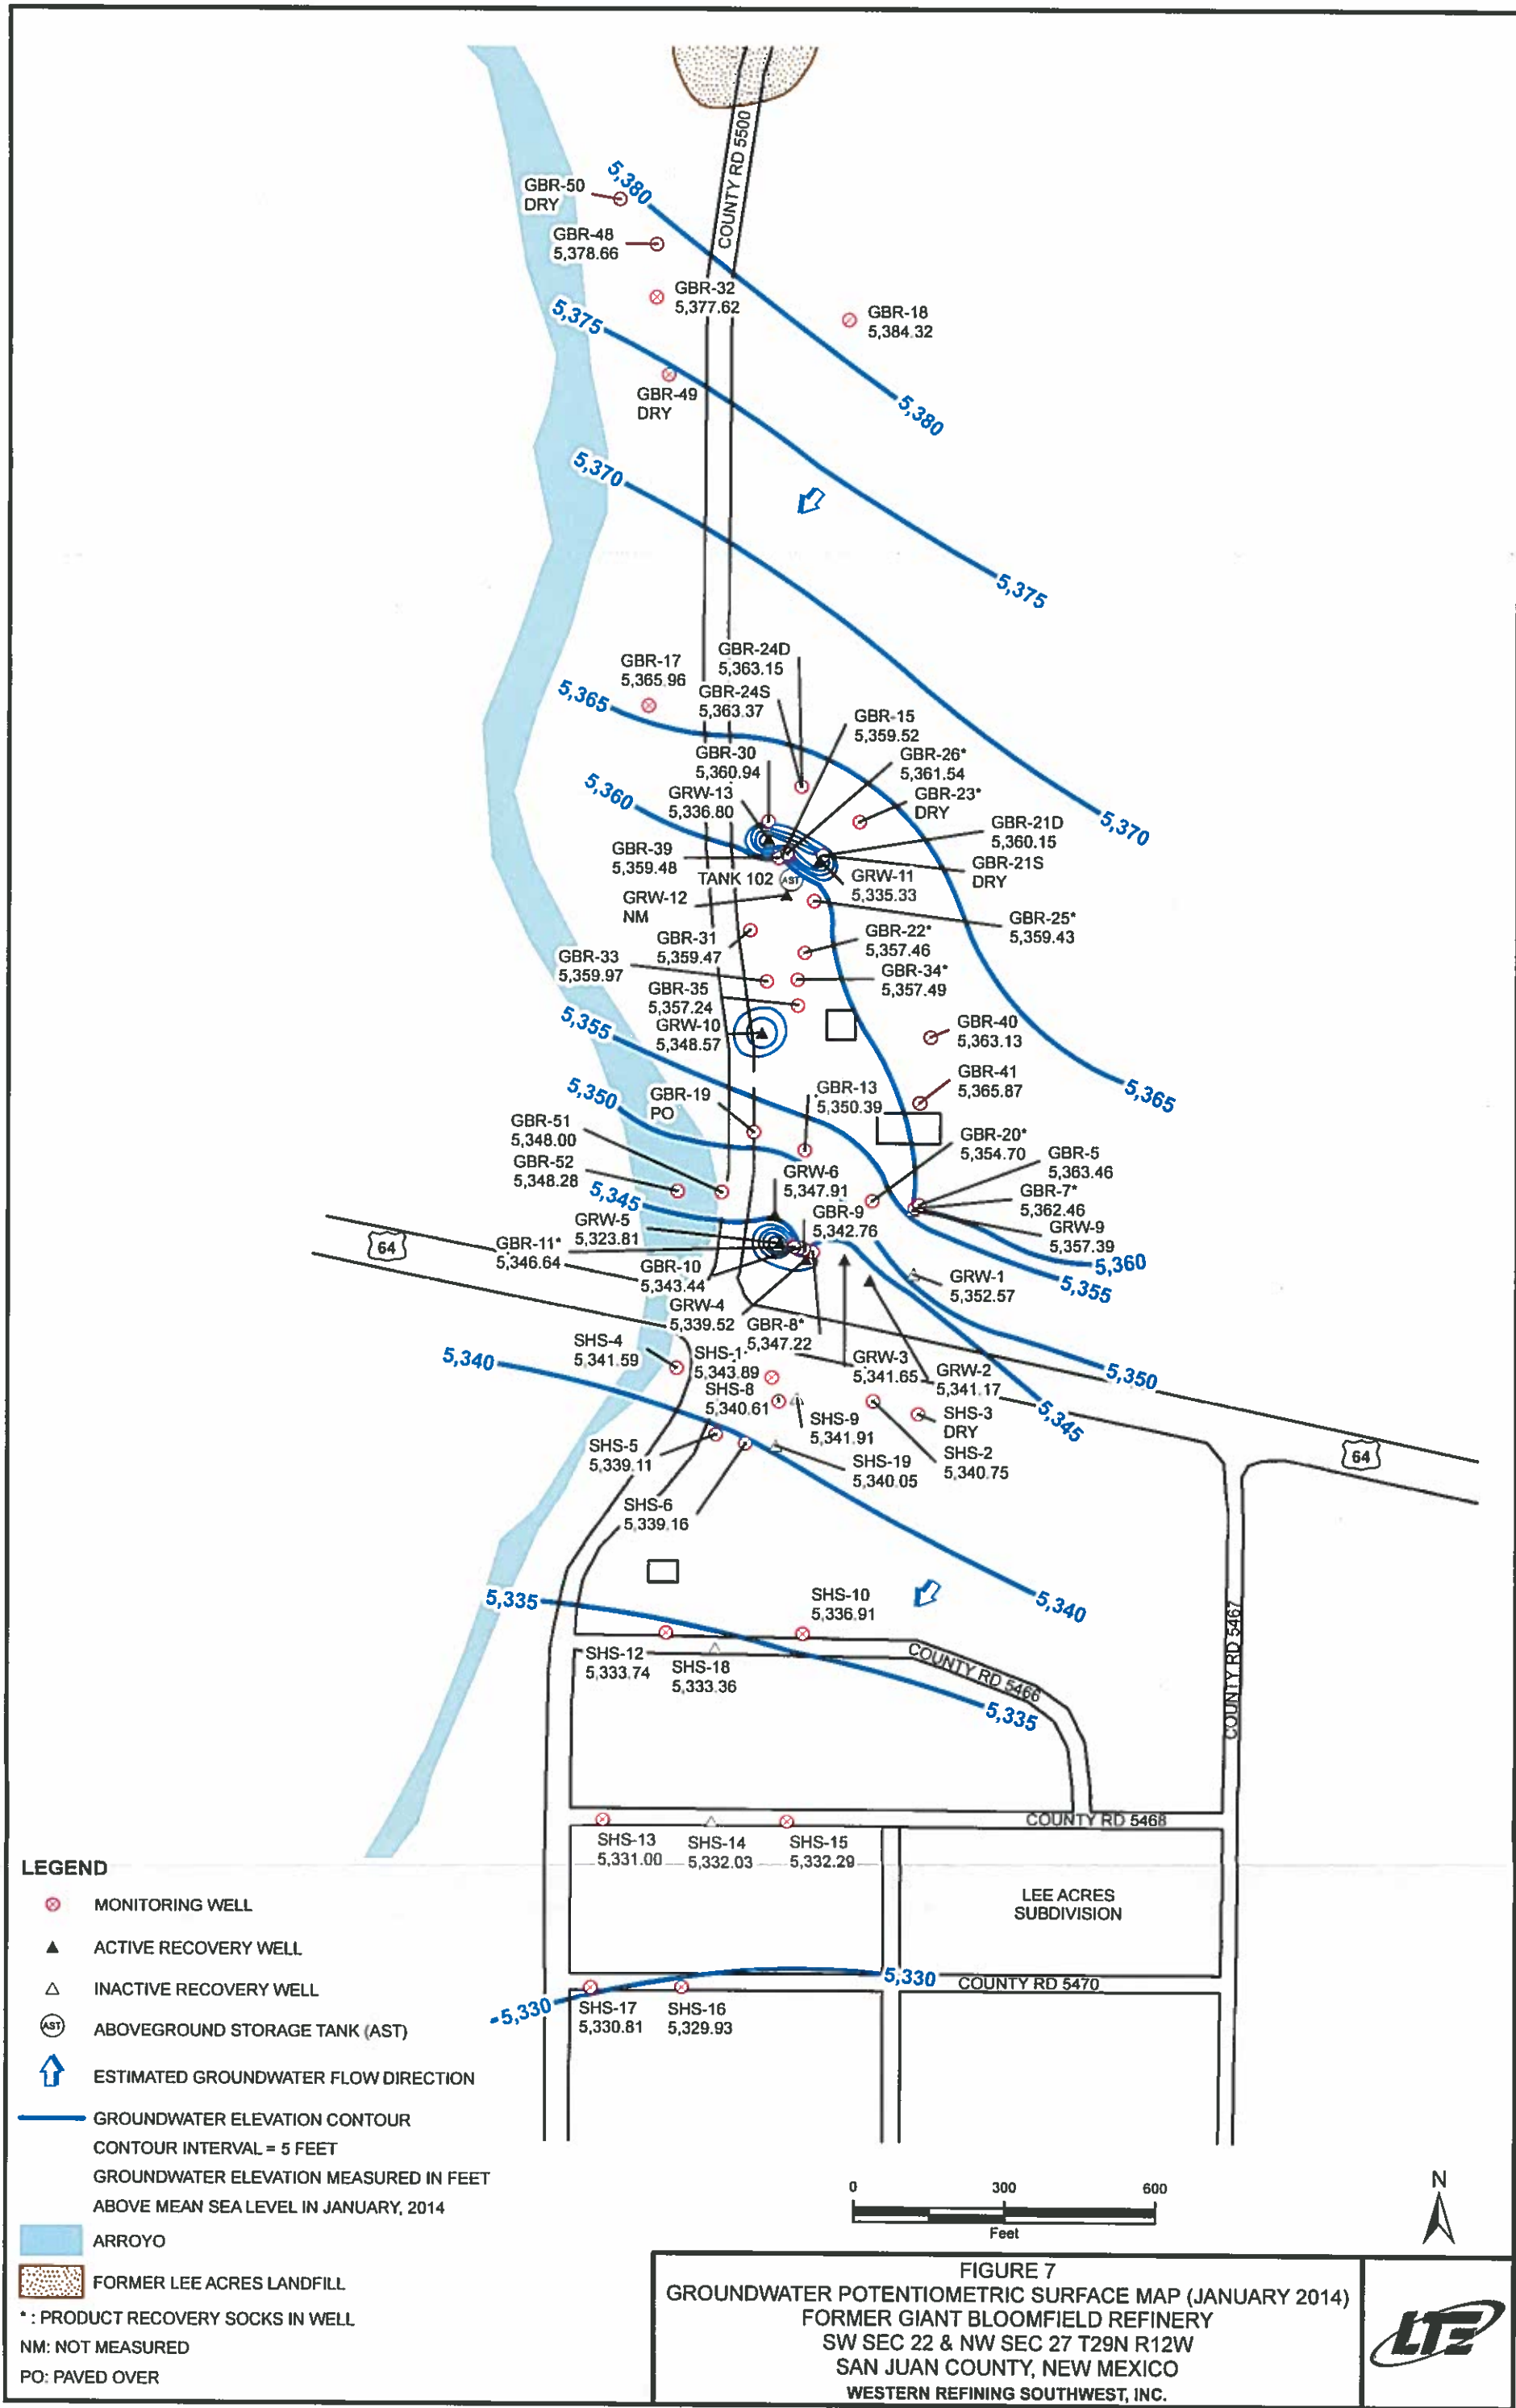 COUNTY RD 5500
GBR-50
DRY
5,380
GBR-48
5,378.66
GBR-32
5,377.62
GBR-18
5,384.32
5,375
GBR-49
DRY
5,380
5,370
5,375
GBR-24D
5,363.15
GBR-17
5,365.96
GBR-24S
5,363.37
5,365
GBR-15
5,359.52
GBR-30
5,360.94
GBR-26*
5,361.54
5,360
GRW-13
5,336.80
GBR-23*
DRY
5,370
GBR-21D
5,360.15
GBR-39
5,359.48
GBR-21S
DRY
TANK 102
AST
GRW-11
5,335.33
GRW-12
NM
GBR-25*
5,359.43
GBR-31
5,359.47
GBR-22*
5,357.46
GBR-33
5,359.97
GBR-34*
5,357.49
GBR-35
5,357.24
5,355
GRW-10
5,348.57
GBR-40
5,363.13
GBR-41
5,365.87
5,365
5,350
GBR-19
PO
GBR-13
5,350.39
GBR-51
5,348.00
GBR-20*
5,354.70
GBR-5
5,363.46
GBR-52
5,348.28
GRW-6
5,347.91
GBR-7*
5,362.46
5,345
GRW-5
5,323.81
GBR-9
5,342.76
GRW-9
5,357.39
64
GBR-11*
5,346.64
GBR-10
5,343.44
5,360
5,355
GRW-1
5,352.57
GRW-4
5,339.52
GBR-8*
5,347.22
SHS-4
5,341.59
SHS-1
5,343.89
GRW-3
5,341.65
GRW-2
5,341.17
5,340
5,350
SHS-8
5,340.61
SHS-9
5,341.91
SHS-3
DRY
5,345
SHS-5
5,339.11
SHS-19
5,340.05
SHS-2
5,340.75
64
SHS-6
5,339.16
5,335
SHS-10
5,336.91
5,340
SHS-12
5,333.74
SHS-18
5,333.36
COUNTY RD 5466
5,335
COUNTY RD 5467
COUNTY RD 5468
SHS-13
5,331.00
SHS-14
5,332.03
SHS-15
5,332.29
LEE ACRES
SUBDIVISION
5,330
COUNTY RD 5470
5,330
SHS-17
5,330.81
SHS-16
5,329.93
LEGEND
MONITORING WELL
ACTIVE RECOVERY WELL
INACTIVE RECOVERY WELL
AST ABOVEGROUND STORAGE TANK (AST)
ESTIMATED GROUNDWATER FLOW DIRECTION
GROUNDWATER ELEVATION CONTOUR
CONTOUR INTERVAL = 5 FEET
GROUNDWATER ELEVATION MEASURED IN FEET
ABOVE MEAN SEA LEVEL IN JANUARY, 2014
ARROYO
FORMER LEE ACRES LANDFILL
* : PRODUCT RECOVERY SOCKS IN WELL
NM: NOT MEASURED
PO: PAVED OVER
0 300 600
Feet
N
FIGURE 7
GROUNDWATER POTENTIOMETRIC SURFACE MAP (JANUARY 2014)
FORMER GIANT BLOOMFIELD REFINERY
SW SEC 22 & NW SEC 27 T29N R12W
SAN JUAN COUNTY, NEW MEXICO
WESTERN REFINING SOUTHWEST, INC.
LTE